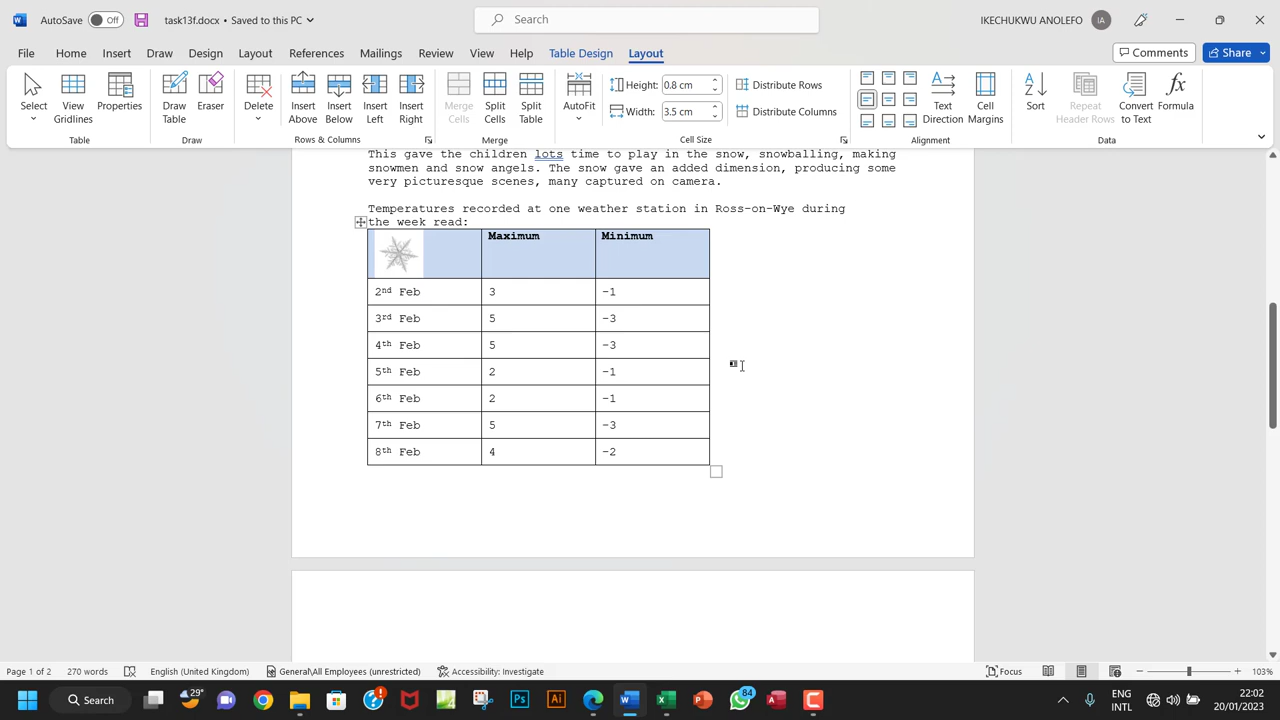 AutoSave Off task13f.docx • Saved to this PC Search IKECHUKWU ANOLEFO IA
File Home Insert Draw Design Layout References Mailings Review View Help Table Design Layout Comments Share
Select View Gridlines Properties Draw Table Eraser Delete Insert Above Insert Below Insert Left Insert Right Merge Cells Split Cells Split Table AutoFit Height: 0.8 cm Distribute Rows Text Direction Cell Margins Sort Repeat Header Rows Convert to Text Formula
Width: 3.5 cm Distribute Columns
Table Draw Rows & Columns Merge Cell Size Alignment Data
This gave the children lots time to play in the snow, snowballing, making
snowmen and snow angels. The snow gave an added dimension, producing some
very picturesque scenes, many captured on camera.
Temperatures recorded at one weather station in Ross-on-Wye during
the week read:
Maximum Minimum
2nd Feb 3 -1
3rd Feb 5 -3
4th Feb 5 -3
5th Feb 2 -1
6th Feb 2 -1
7th Feb 5 -3
8th Feb 4 -2
Page 1 of 2 270 words English (United Kingdom) General\All Employees (unrestricted) Accessibility: Investigate Focus 103%
Search 29° 84 ENG 22:02
INTL 20/01/2023